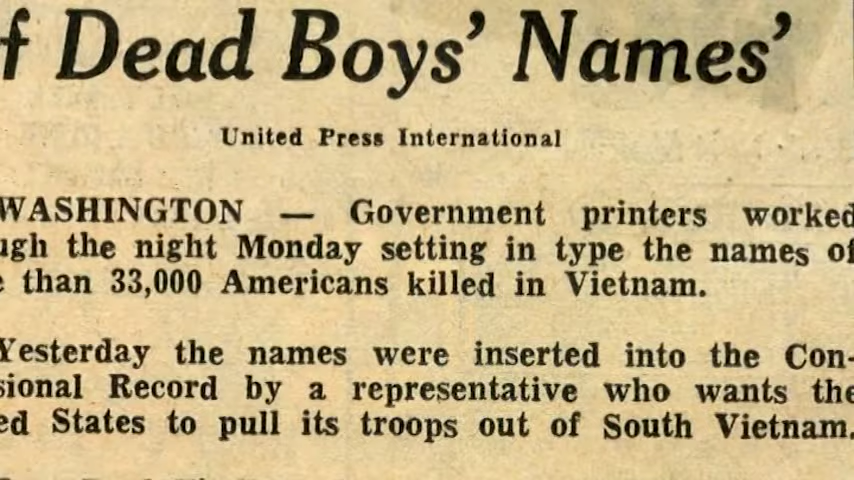 f Dead Boys' Names'
United Press International
WASHINGTON — Government printers worked
ugh the night Monday setting in type the names of
e than 33,000 Americans killed in Vietnam.
Yesterday the names were inserted into the Con-
sional Record by a representative who wants the
ed States to pull its troops out of South Vietnam.